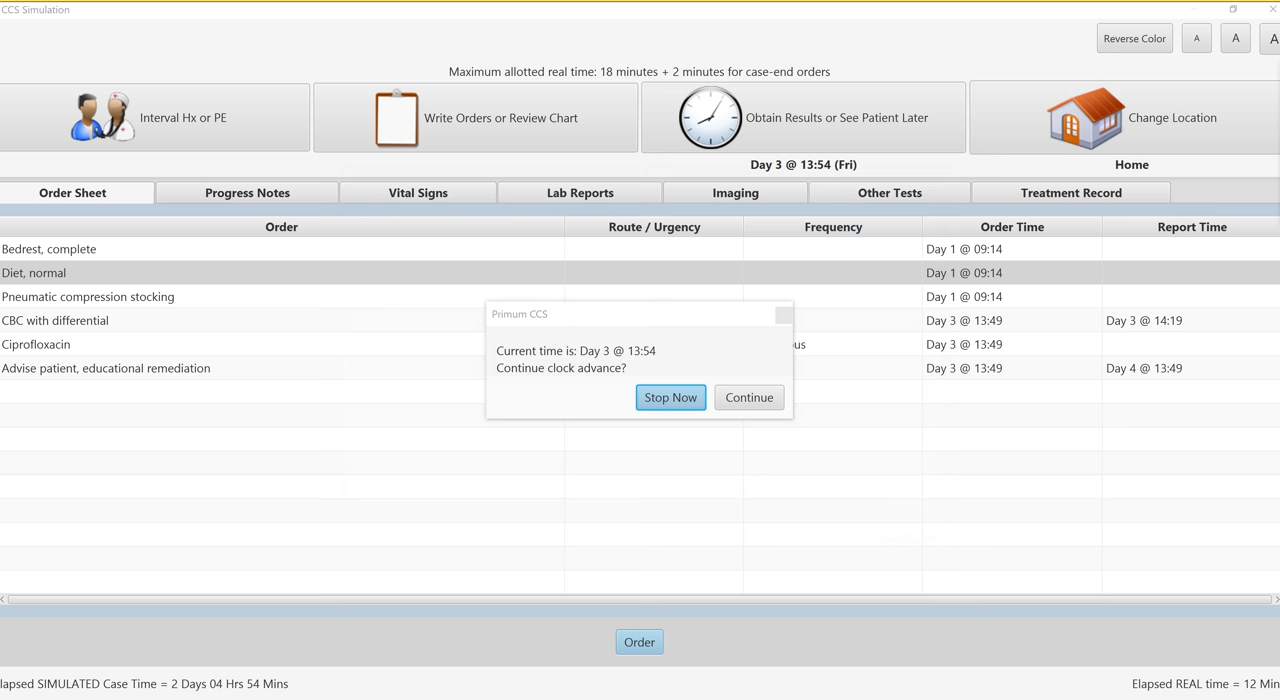 CCS Simulation
Reverse Color A A A
Maximum allotted real time: 18 minutes + 2 minutes for case-end orders
Interval Hx or PE Write Orders or Review Chart Obtain Results or See Patient Later Change Location
Day 3 @ 13:54 (Fri) Home
Order Sheet Progress Notes Vital Signs Lab Reports Imaging Other Tests Treatment Record
Order Route / Urgency Frequency Order Time Report Time
Bedrest, complete Day 1 @ 09:14
Diet, normal Day 1 @ 09:14
Pneumatic compression stocking Day 1 @ 09:14
CBC with differential Day 3 @ 13:49 Day 3 @ 14:19
Ciprofloxacin us Day 3 @ 13:49
Advise patient, educational remediation Day 3 @ 13:49 Day 4 @ 13:49
Primum CCS
Current time is: Day 3 @ 13:54
Continue clock advance?
Stop Now Continue
Order
lapsed SIMULATED Case Time = 2 Days 04 Hrs 54 Mins Elapsed REAL time = 12 Min